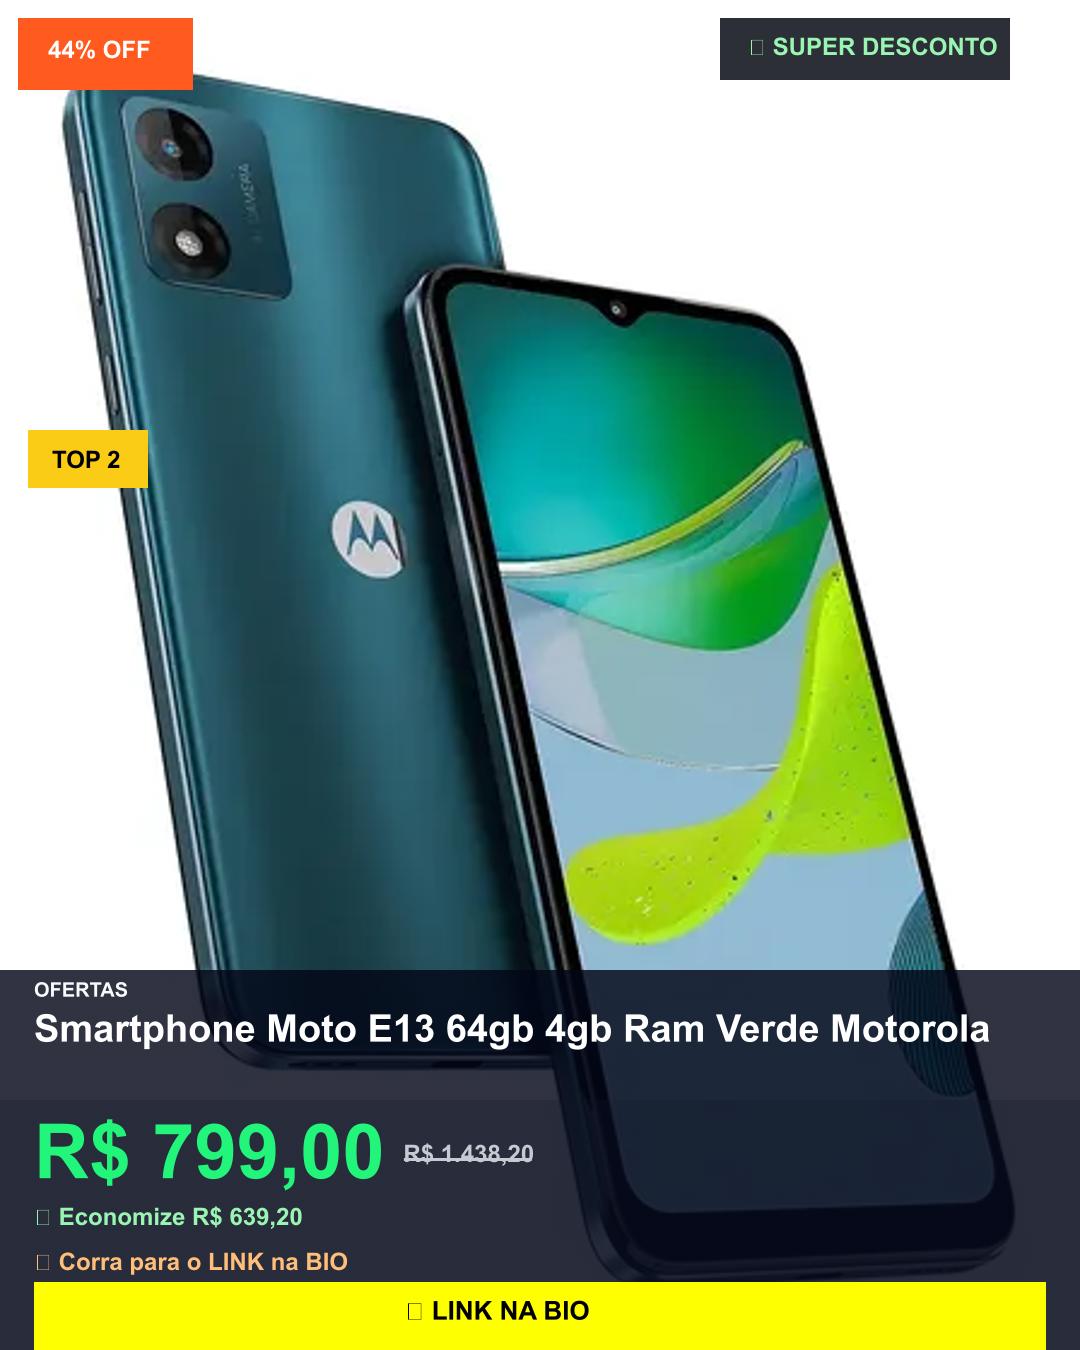 44% OFF
SUPER DESCONTO
CAMERA
TOP 2
OFERTAS
Smartphone Moto E13 64gb 4gb Ram Verde Motorola
R$ 799,00 R$ 1.438,20
Economize R$ 639,20
Corra para o LINK na BIO
LINK NA BIO